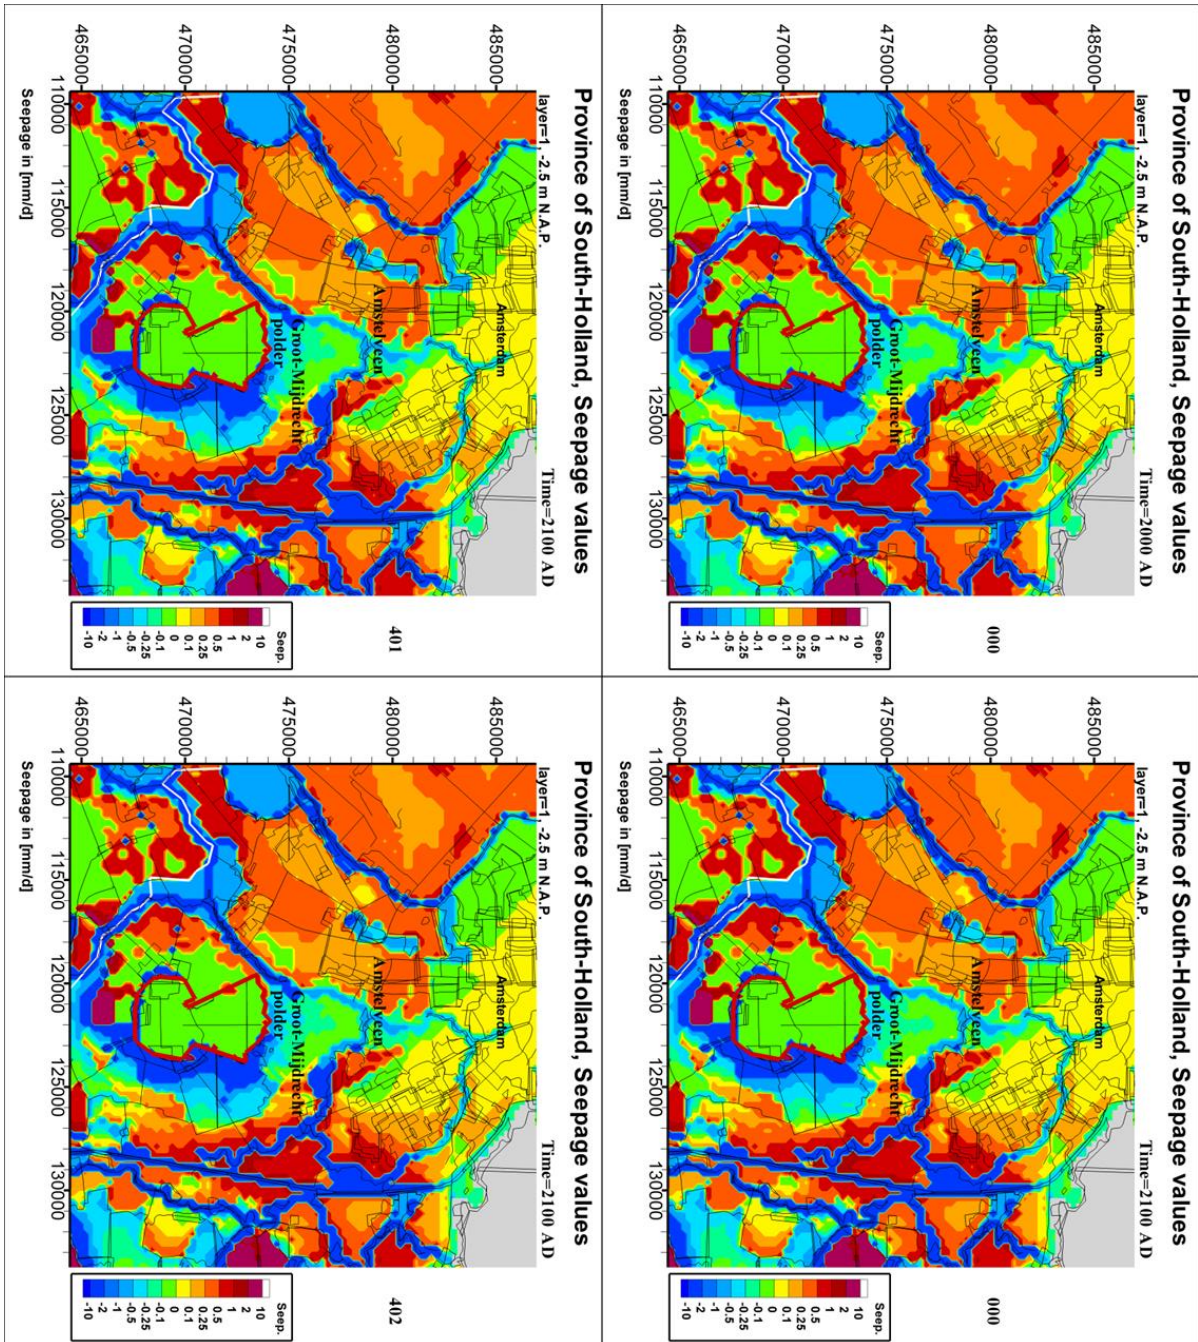 Province of South-Holland, Seepage values
layer=1 -2.5 m N.A.P.
Time=2000 AD
000
485000
480000
475000
470000
465000
Amsterdam
Amstelveen
Groot-Mijdrecht
polder
110000 115000 120000 125000 130000
Seepage in [mm/d]
Seep.
10
2
1
0.5
0.25
0.1
0
-0.1
-0.25
-0.5
-1
-2
-10
Province of South-Holland, Seepage values
layer=1, -2.5 m N.A.P.
Time=2100 AD
000
485000
480000
475000
470000
465000
Amsterdam
Amstelveen
Groot-Mijdrecht
polder
110000 115000 120000 125000 130000
Seepage in [mm/d]
Seep.
10
2
1
0.5
0.25
0.1
0
-0.1
-0.25
-0.5
-1
-2
-10
Province of South-Holland, Seepage values
layer=1 -2.5 m N.A.P.
Time=2100 AD
401
485000
480000
475000
470000
465000
Amsterdam
Amstelveen
Groot-Mijdrecht
polder
110000 115000 120000 125000 130000
Seepage in [mm/d]
Seep.
10
2
1
0.5
0.25
0.1
0
-0.1
-0.25
-0.5
-1
-2
-10
Province of South-Holland, Seepage values
layer=1, -2.5 m N.A.P.
Time=2100 AD
402
485000
480000
475000
470000
465000
Amsterdam
Amstelveen
Groot-Mijdrecht
polder
110000 115000 120000 125000 130000
Seepage in [mm/d]
Seep.
10
2
1
0.5
0.25
0.1
0
-0.1
-0.25
-0.5
-1
-2
-10